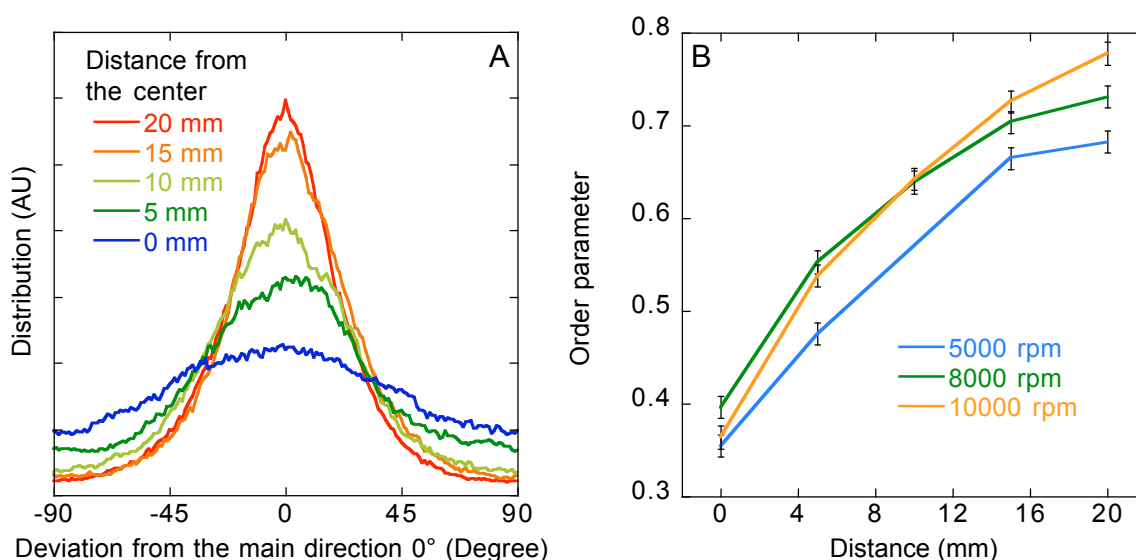 A
Distance from
the center
20 mm
15 mm
10 mm
5 mm
0 mm
Distribution (AU)
-90
-45
0
45
90
Deviation from the main direction 0° (Degree)
B
0.8
0.7
0.6
0.5
0.4
0.3
Order parameter
5000 rpm
8000 rpm
10000 rpm
0
4
8
12
16
20
Distance (mm)